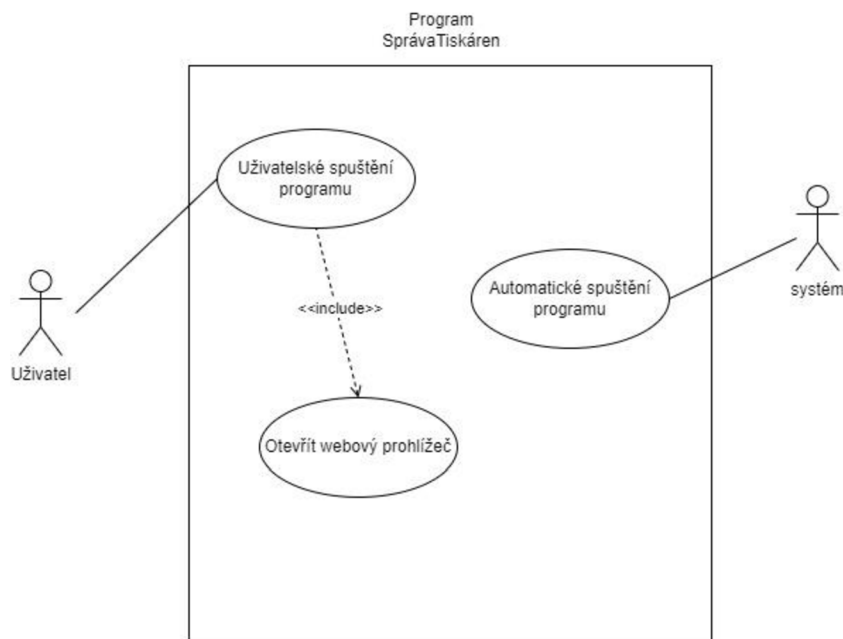 Program
SprávaTiskáren
Uživatelské spuštění
programu
Automatické spuštění
programu
systém
<<include>>
Uživatel
Otevřít webový prohlížeč